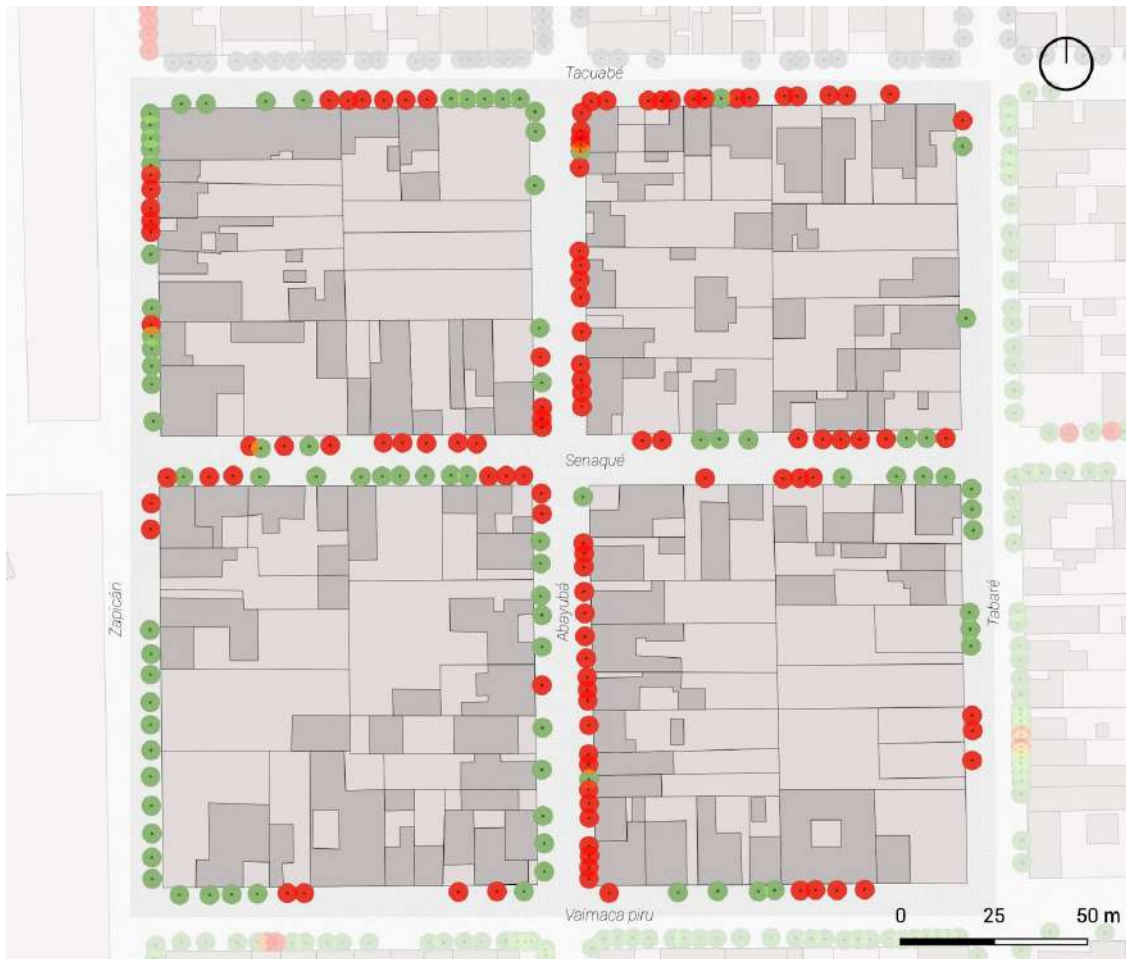 Tacuabé
Senaqué
Zapicán
Abayubá
Tabaré
Vaimaca piru
0 25 50 m